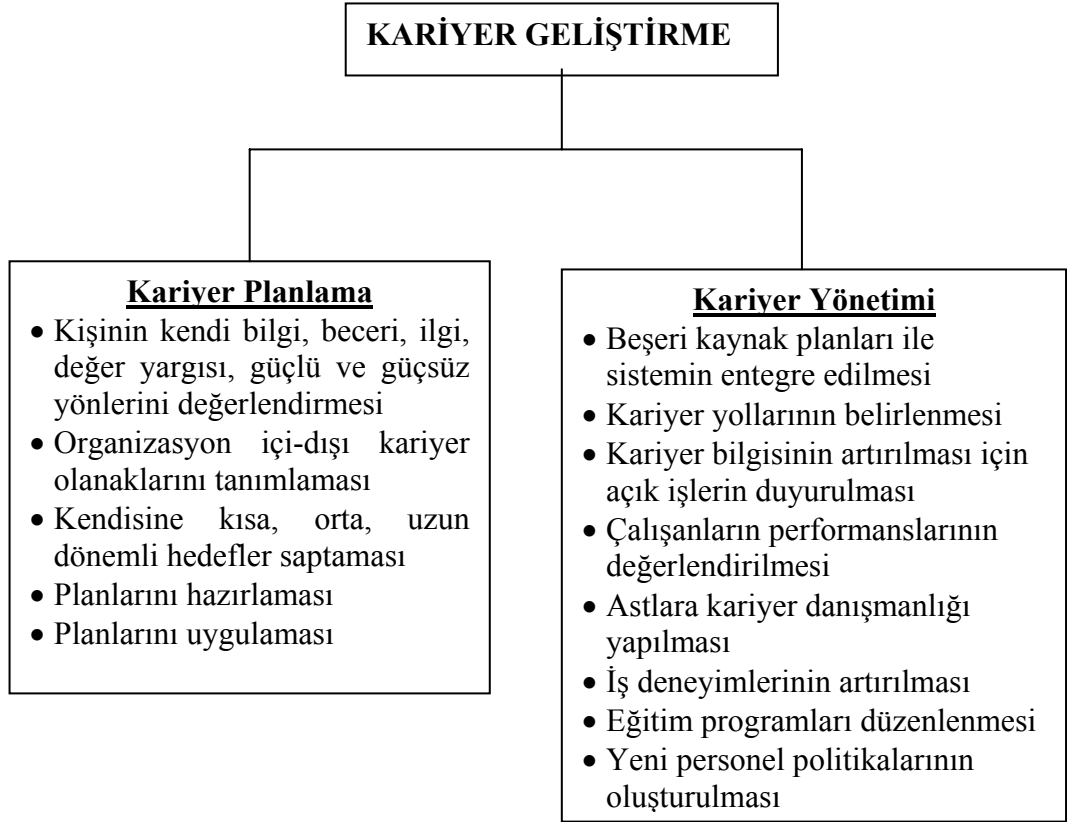 KARİYER GELİŞTİRME
Kariyer Planlama
• Kişinin kendi bilgi, beceri, ilgi,
değer yargısı, güçlü ve güçsüz
yönlerini değerlendirmesi
• Organizasyon içi-dışı kariyer
olanaklarını tanımlaması
• Kendisine kısa, orta, uzun
dönemli hedefler saptaması
• Planlarını hazırlaması
• Planlarını uygulaması
Kariyer Yönetimi
• Beşeri kaynak planları ile
sistemin entegre edilmesi
• Kariyer yollarının belirlenmesi
• Kariyer bilgisinin artırılması için
açık işlerin duyurulması
• Çalışanların performanslarının
değerlendirilmesi
• Astlara kariyer danışmanlığı
yapılması
• İş deneyimlerinin artırılması
• Eğitim programları düzenlenmesi
• Yeni personel politikalarının
oluşturulması